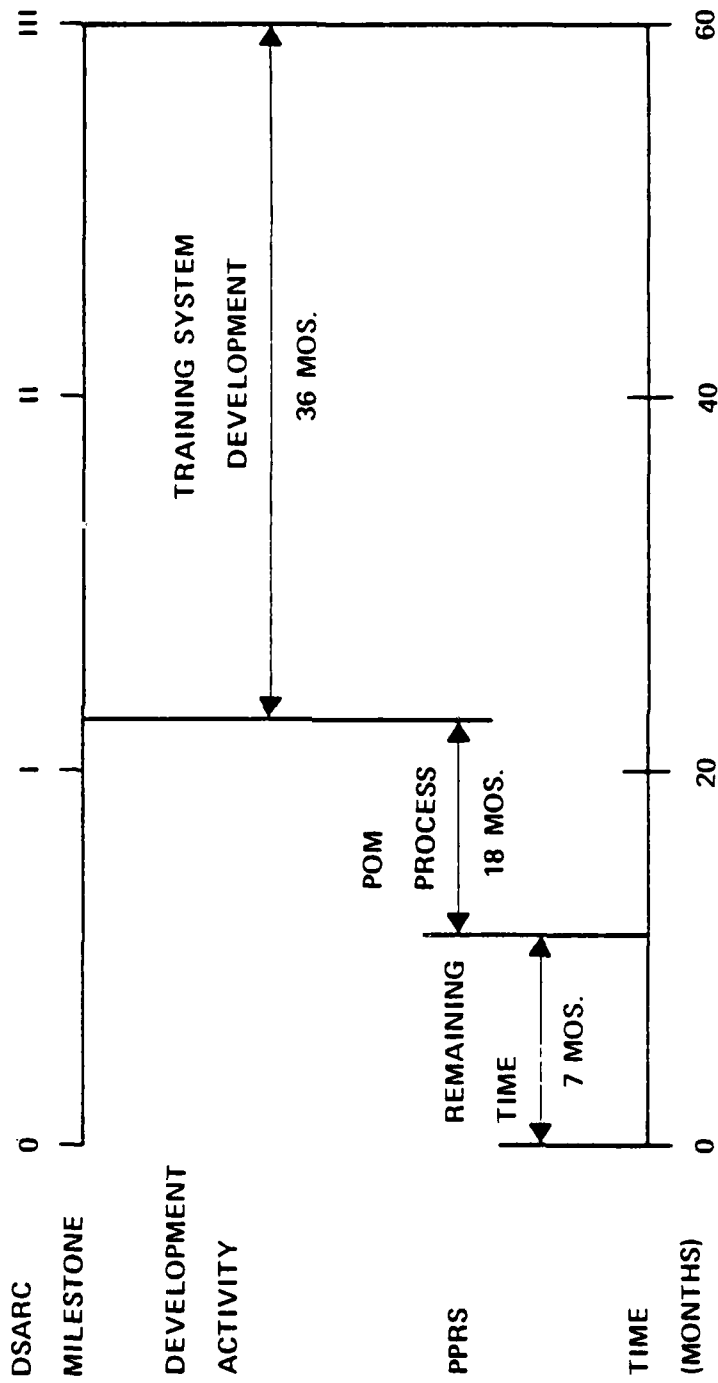 DSARC
MILESTONE
0 I II III
DEVELOPMENT
ACTIVITY
TRAINING SYSTEM
DEVELOPMENT
36 MOS.
PPRS
POM
PROCESS
18 MOS.
REMAINING
TIME
7 MOS.
TIME
(MONTHS)
0 20 40 60